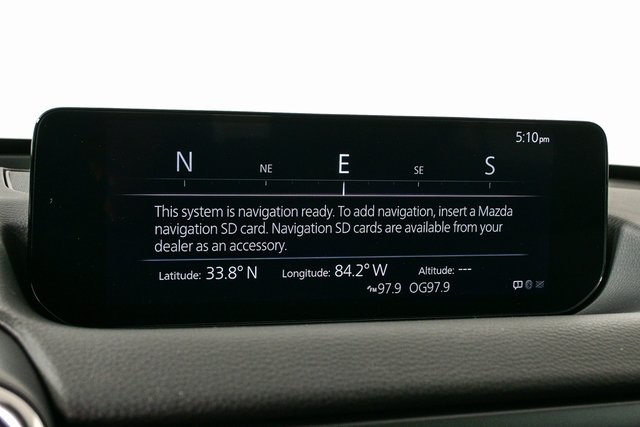 5:10pm
N NE E SE S
This system is navigation ready. To add navigation, insert a Mazda
navigation SD card. Navigation SD cards are available from your
dealer as an accessory.
Latitude: 33.8° N Longitude: 84.2° W Altitude: ---
FM 97.9 OG97.9